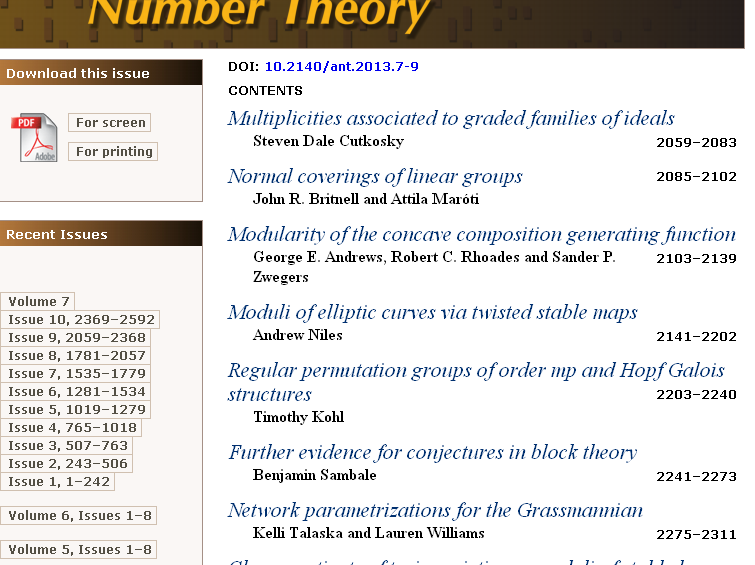 Number Theory
Download this issue
PDF
Adobe
For screen
For printing
Recent Issues
Volume 7
Issue 10, 2369–2592
Issue 9, 2059–2368
Issue 8, 1781–2057
Issue 7, 1535–1779
Issue 6, 1281–1534
Issue 5, 1019–1279
Issue 4, 765–1018
Issue 3, 507–763
Issue 2, 243–506
Issue 1, 1–242
Volume 6, Issues 1–8
Volume 5, Issues 1–8
DOI: 10.2140/ant.2013.7-9
CONTENTS
Multiplicities associated to graded families of ideals
Steven Dale Cutkosky 2059–2083
Normal coverings of linear groups 2085–2102
John R. Britnell and Attila Maróti
Modularity of the concave composition generating function
George E. Andrews, Robert C. Rhoades and Sander P. 2103–2139
Zwegers
Moduli of elliptic curves via twisted stable maps
Andrew Niles 2141–2202
Regular permutation groups of order mp and Hopf Galois
structures 2203–2240
Timothy Kohl
Further evidence for conjectures in block theory
Benjamin Sambale 2241–2273
Network parametrizations for the Grassmannian
Kelli Talaska and Lauren Williams 2275–2311